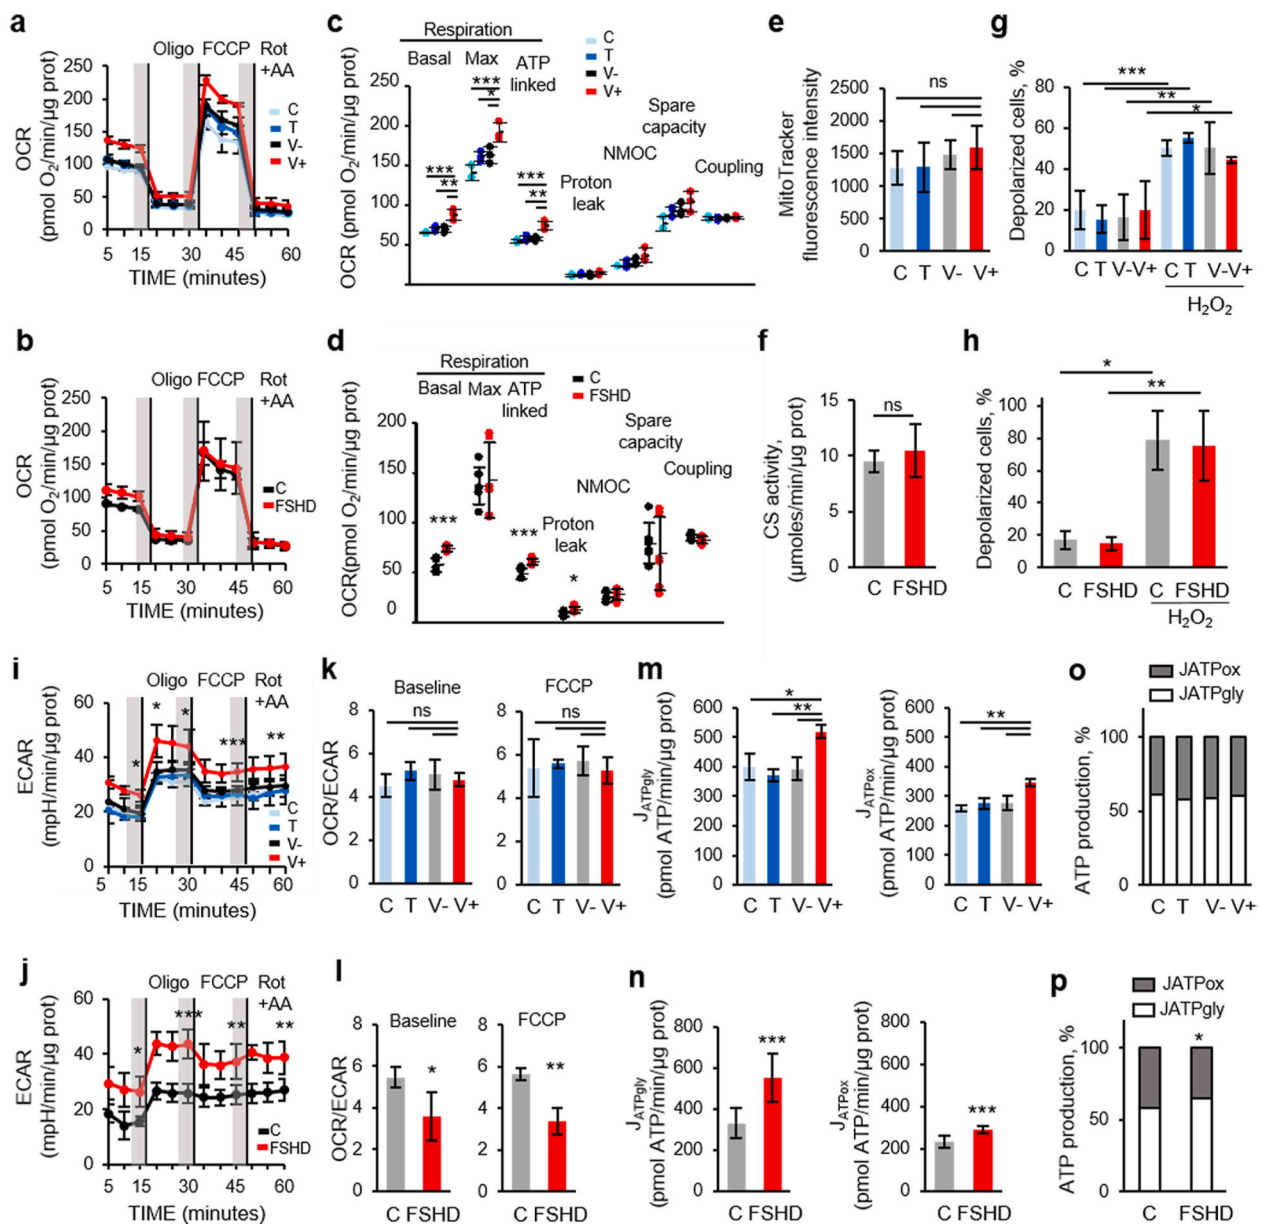 a
Oligo FCCP Rot
+AA
OCR
(pmol O₂/min/µg prot)
250
200
150
100
50
0
C
T
V-
V+
5 15 30 45 60
TIME (minutes)
c
Respiration
Basal Max ATP
linked
C
T
V-
V+
OCR (pmol O₂/min/µg prot)
250
200
150
100
50
***
**
***
*
***
**
Proton
leak
NMOC
Spare
capacity
Coupling
e
MitoTracker
fluorescence intensity
2500
2000
1500
1000
500
0
ns
C T V- V+
g
Depolarized cells, %
80
60
40
20
0
***
**
*
C T V-V+ C T V-V+
H₂O₂
b
Oligo FCCP Rot
+AA
OCR
(pmol O₂/min/µg prot)
250
200
150
100
50
0
C
FSHD
5 15 30 45 60
TIME (minutes)
d
Respiration
Basal Max ATP
linked
C
FSHD
OCR(pmol O₂/min/µg prot)
200
150
100
50
0
***
***
*
Proton
leak
NMOC
Spare
capacity
Coupling
f
CS activity,
(µmoles/min/µg prot)
15
10
5
0
ns
C FSHD
h
Depolarized cells, %
100
80
60
40
20
0
*
**
C FSHD C FSHD
H₂O₂
i
Oligo FCCP Rot
+AA
ECAR
(mpH/min/µg prot)
60
40
20
0
* * * *** **
C
T
V-
V+
5 15 30 45 60
TIME (minutes)
k
Baseline
OCR/ECAR
8
6
4
2
0
ns
C T V- V+
FCCP
8
6
4
2
0
ns
C T V- V+
m
JATPgly
(pmol ATP/min/µg prot)
600
500
400
300
200
100
0
*
**
C T V- V+
JATPox
(pmol ATP/min/µg prot)
600
500
400
300
200
100
0
**
C T V- V+
o
JATPox
JATPgly
ATP production, %
100
50
0
C T V- V+
j
Oligo FCCP Rot
+AA
ECAR
(mpH/min/µg prot)
60
40
20
0
* *** ** **
C
FSHD
5 15 30 45 60
TIME (minutes)
l
Baseline
OCR/ECAR
8
6
4
2
0
*
C FSHD
FCCP
8
6
4
2
0
**
C FSHD
n
JATPgly
(pmol ATP/min/µg prot)
800
600
400
200
0
***
C FSHD
JATPox
(pmol ATP/min/µg prot)
800
600
400
200
0
***
C FSHD
p
JATPox
JATPgly
ATP production, %
100
50
0
*
C FSHD